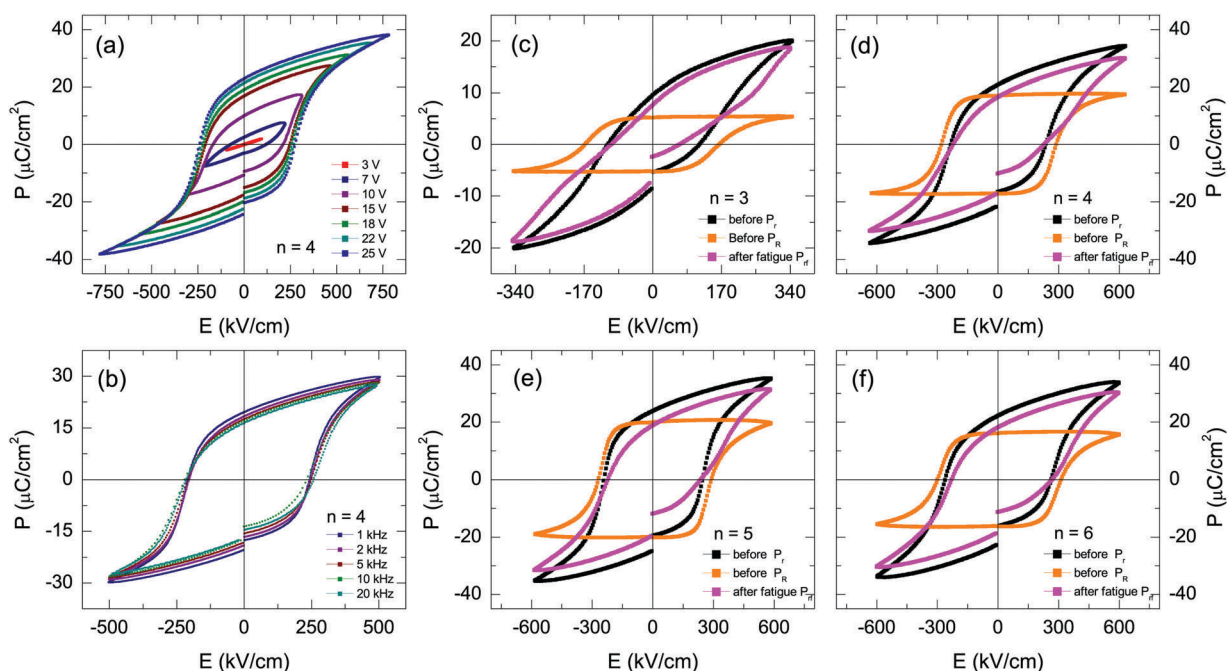 (a)
P (μC/cm²)
40
20
0
-20
-40
-750 -500 -250 0 250 500 750
E (kV/cm)
n = 4
3 V
7 V
10 V
15 V
18 V
22 V
25 V
(c)
P (μC/cm²)
20
10
0
-10
-20
-340 -170 0 170 340
E (kV/cm)
n = 3
before Pr
Before PR
after fatigue Prf
(d)
P (μC/cm²)
40
20
0
-20
-40
-600 -300 0 300 600
E (kV/cm)
n = 4
before Pr
before PR
after fatigue Prf
(b)
P (μC/cm²)
30
15
0
-15
-30
-500 -250 0 250 500
E (kV/cm)
n = 4
1 kHz
2 kHz
5 kHz
10 kHz
20 kHz
(e)
P (μC/cm²)
40
20
0
-20
-40
-600 -300 0 300 600
E (kV/cm)
n = 5
before Pr
before PR
after fatigue Prf
(f)
P (μC/cm²)
40
20
0
-20
-40
-600 -300 0 300 600
E (kV/cm)
n = 6
before Pr
before PR
after fatigue Prf